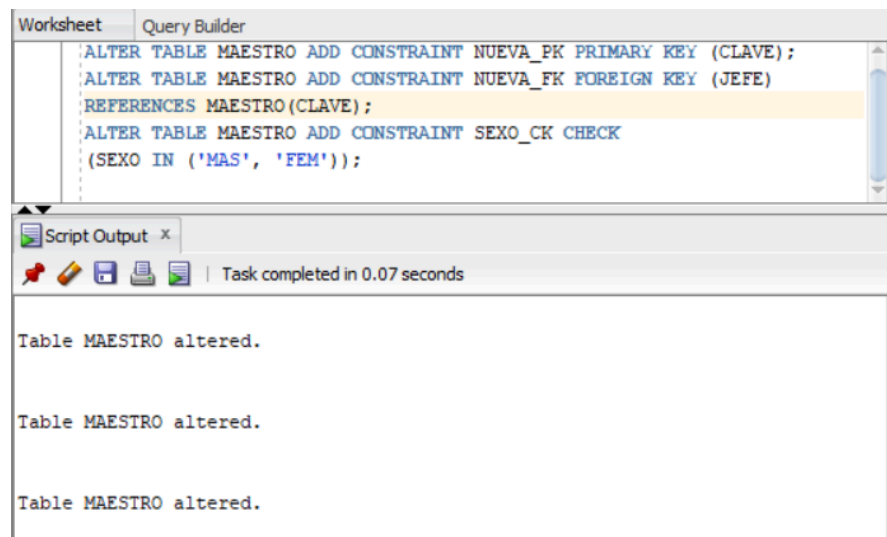 Worksheet Query Builder
ALTER TABLE MAESTRO ADD CONSTRAINT NUEVA_PK PRIMARY KEY (CLAVE);
ALTER TABLE MAESTRO ADD CONSTRAINT NUEVA_FK FOREIGN KEY (JEFE)
REFERENCES MAESTRO(CLAVE);
ALTER TABLE MAESTRO ADD CONSTRAINT SEXO_CK CHECK
(SEXO IN ('MAS', 'FEM'));
Script Output x
Task completed in 0.07 seconds
Table MAESTRO altered.
Table MAESTRO altered.
Table MAESTRO altered.